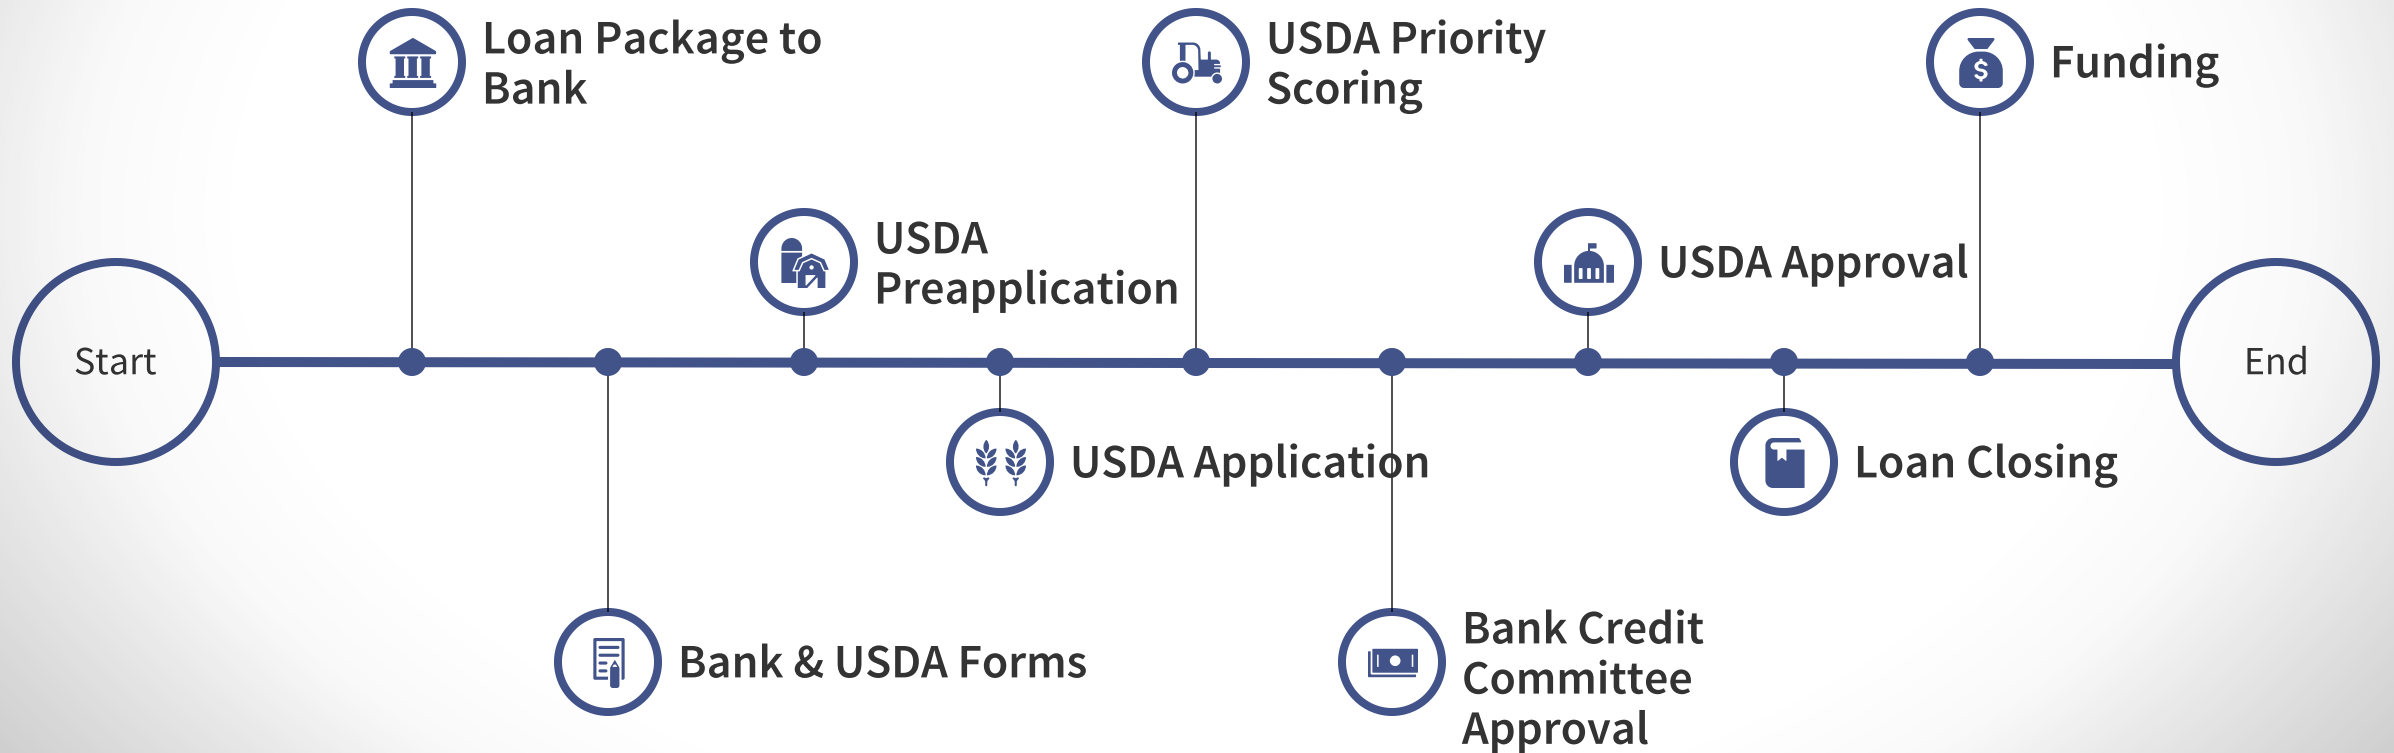 Start
Loan Package to
Bank
Bank & USDA Forms
USDA
Preapplication
USDA Application
USDA Priority
Scoring
Bank Credit
Committee
Approval
USDA Approval
Loan Closing
$
Funding
End